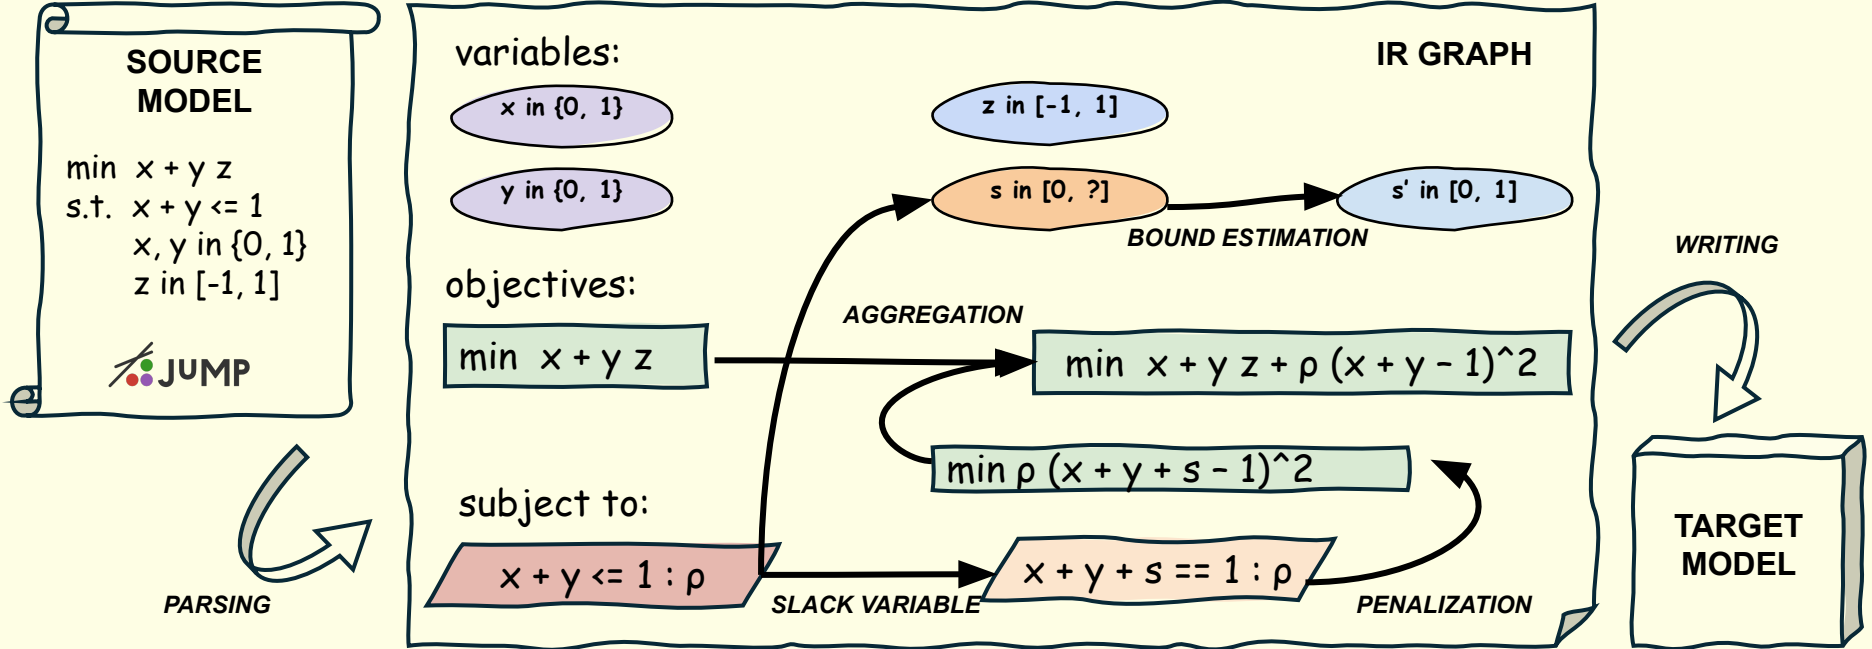 SOURCE
MODEL
min x + y z
s.t. x + y <= 1
x, y in {0, 1}
z in [-1, 1]
JUMP
PARSING
IR GRAPH
variables:
x in {0, 1}
z in [-1, 1]
y in {0, 1}
s in [0, ?]
s' in [0, 1]
BOUND ESTIMATION
objectives:
AGGREGATION
min x + y z
min x + y z + ρ (x + y - 1)^2
min ρ (x + y + s - 1)^2
subject to:
x + y <= 1 : ρ
x + y + s == 1 : ρ
SLACK VARIABLE
PENALIZATION
WRITING
TARGET
MODEL